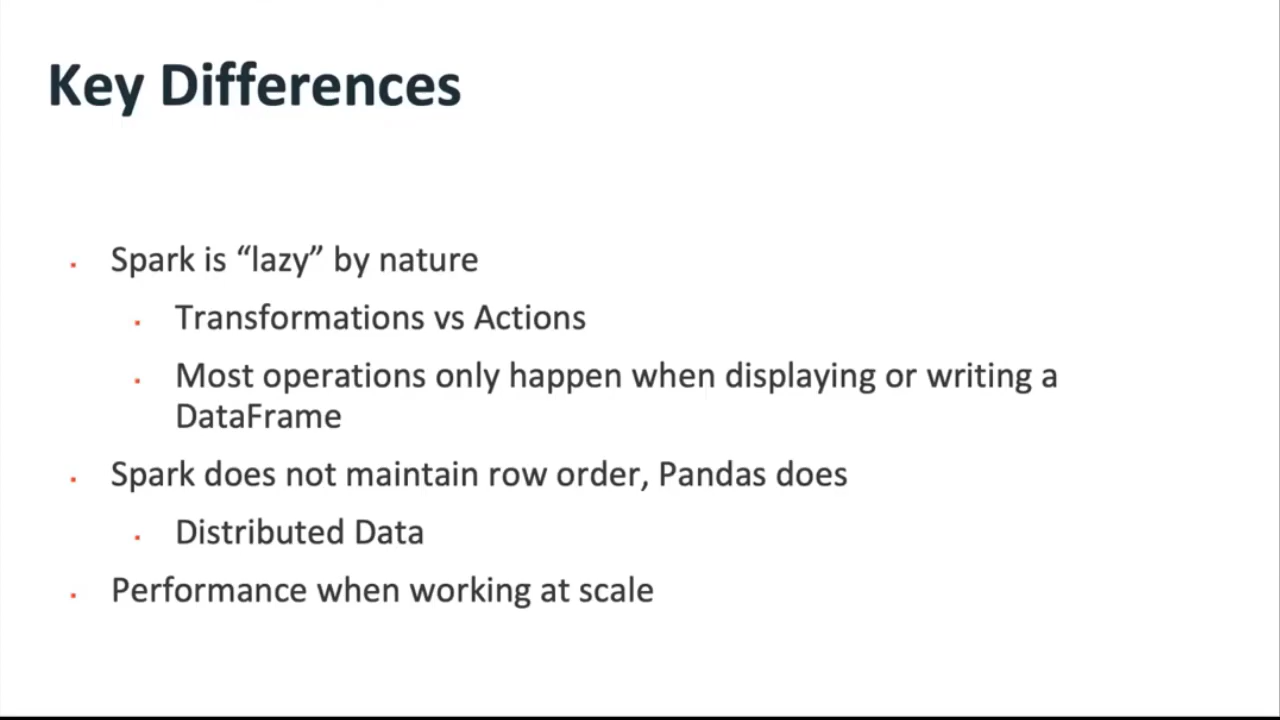 Key Differences
Spark is “lazy” by nature
Transformations vs Actions
Most operations only happen when displaying or writing a
DataFrame
Spark does not maintain row order, Pandas does
Distributed Data
Performance when working at scale